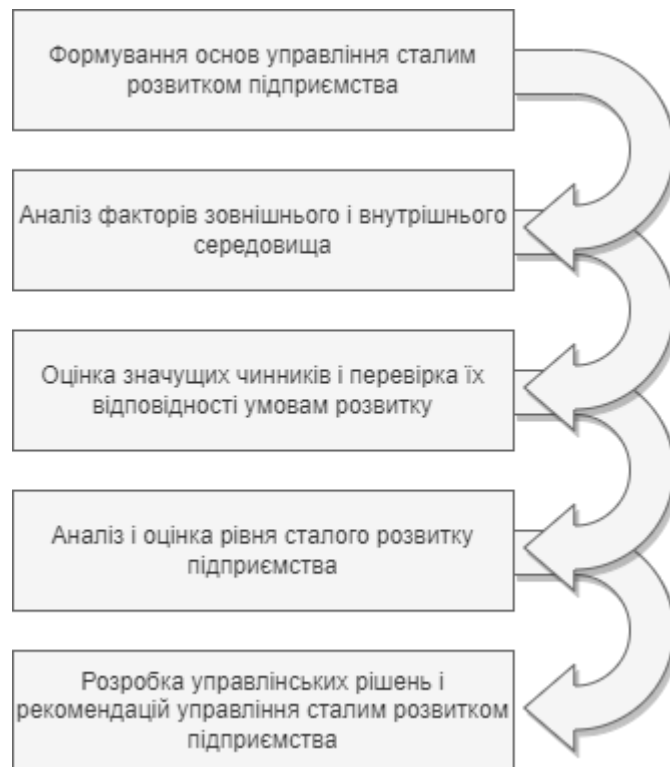 Формування основ управління сталим
розвитком підприємства
Аналіз факторів зовнішнього і внутрішнього
середовища
Оцінка значущих чинників і перевірка їх
відповідності умовам розвитку
Аналіз і оцінка рівня сталого розвитку
підприємства
Розробка управлінських рішень і
рекомендацій управління сталим розвитком
підприємства